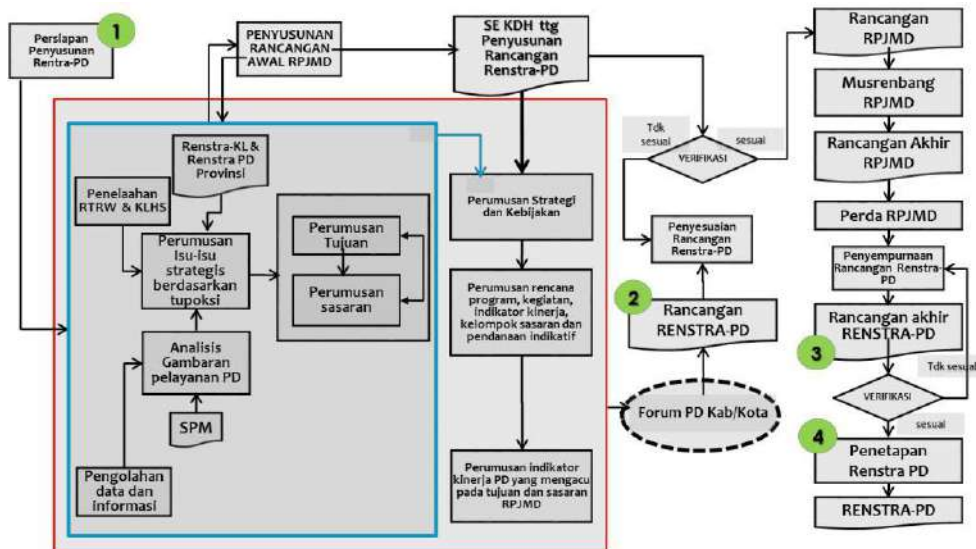 Persiapan
Penyusunan
Rentra-PD
1
PENYUSUNAN
RANCANGAN
AWAL RPJMD
SE KDH ttg
Penyusunan
Rancangan
Renstra-PD
Renstra-KL &
Renstra PD
Provinsi
Penelaahan
RTRW & KLHS
Perumusan
Isu-isu
strategis
berdasarkan
tupoksi
Perumusan
Tujuan
Perumusan
sasaran
Analisis
Gambaran
pelayanan PD
SPM
Pengolahan
data dan
informasi
Perumusan Strategi
dan Kebijakan
Perumusan rencana
program, kegiatan,
indikator kinerja,
kelompok sasaran dan
pendanaan indikatif
Perumusan indikator
kinerja PD yang mengacu
pada tujuan dan sasaran
RPJMD
Tdk
sesuai
sesuai
VERIFIKASI
Penyesuaian
Rancangan
Renstra-PD
2
Rancangan
RENSTRA-PD
Forum PD Kab/Kota
Rancangan
RPJMD
Musrenbang
RPJMD
Rancangan Akhir
RPJMD
Perda RPJMD
Penyempurnaan
Rancangan Renstra-
PD
Rancangan akhir
RENSTRA-PD
3
Tdk sesuai
VERIFIKASI
sesuai
4
Penetapan
Renstra PD
RENSTRA-PD